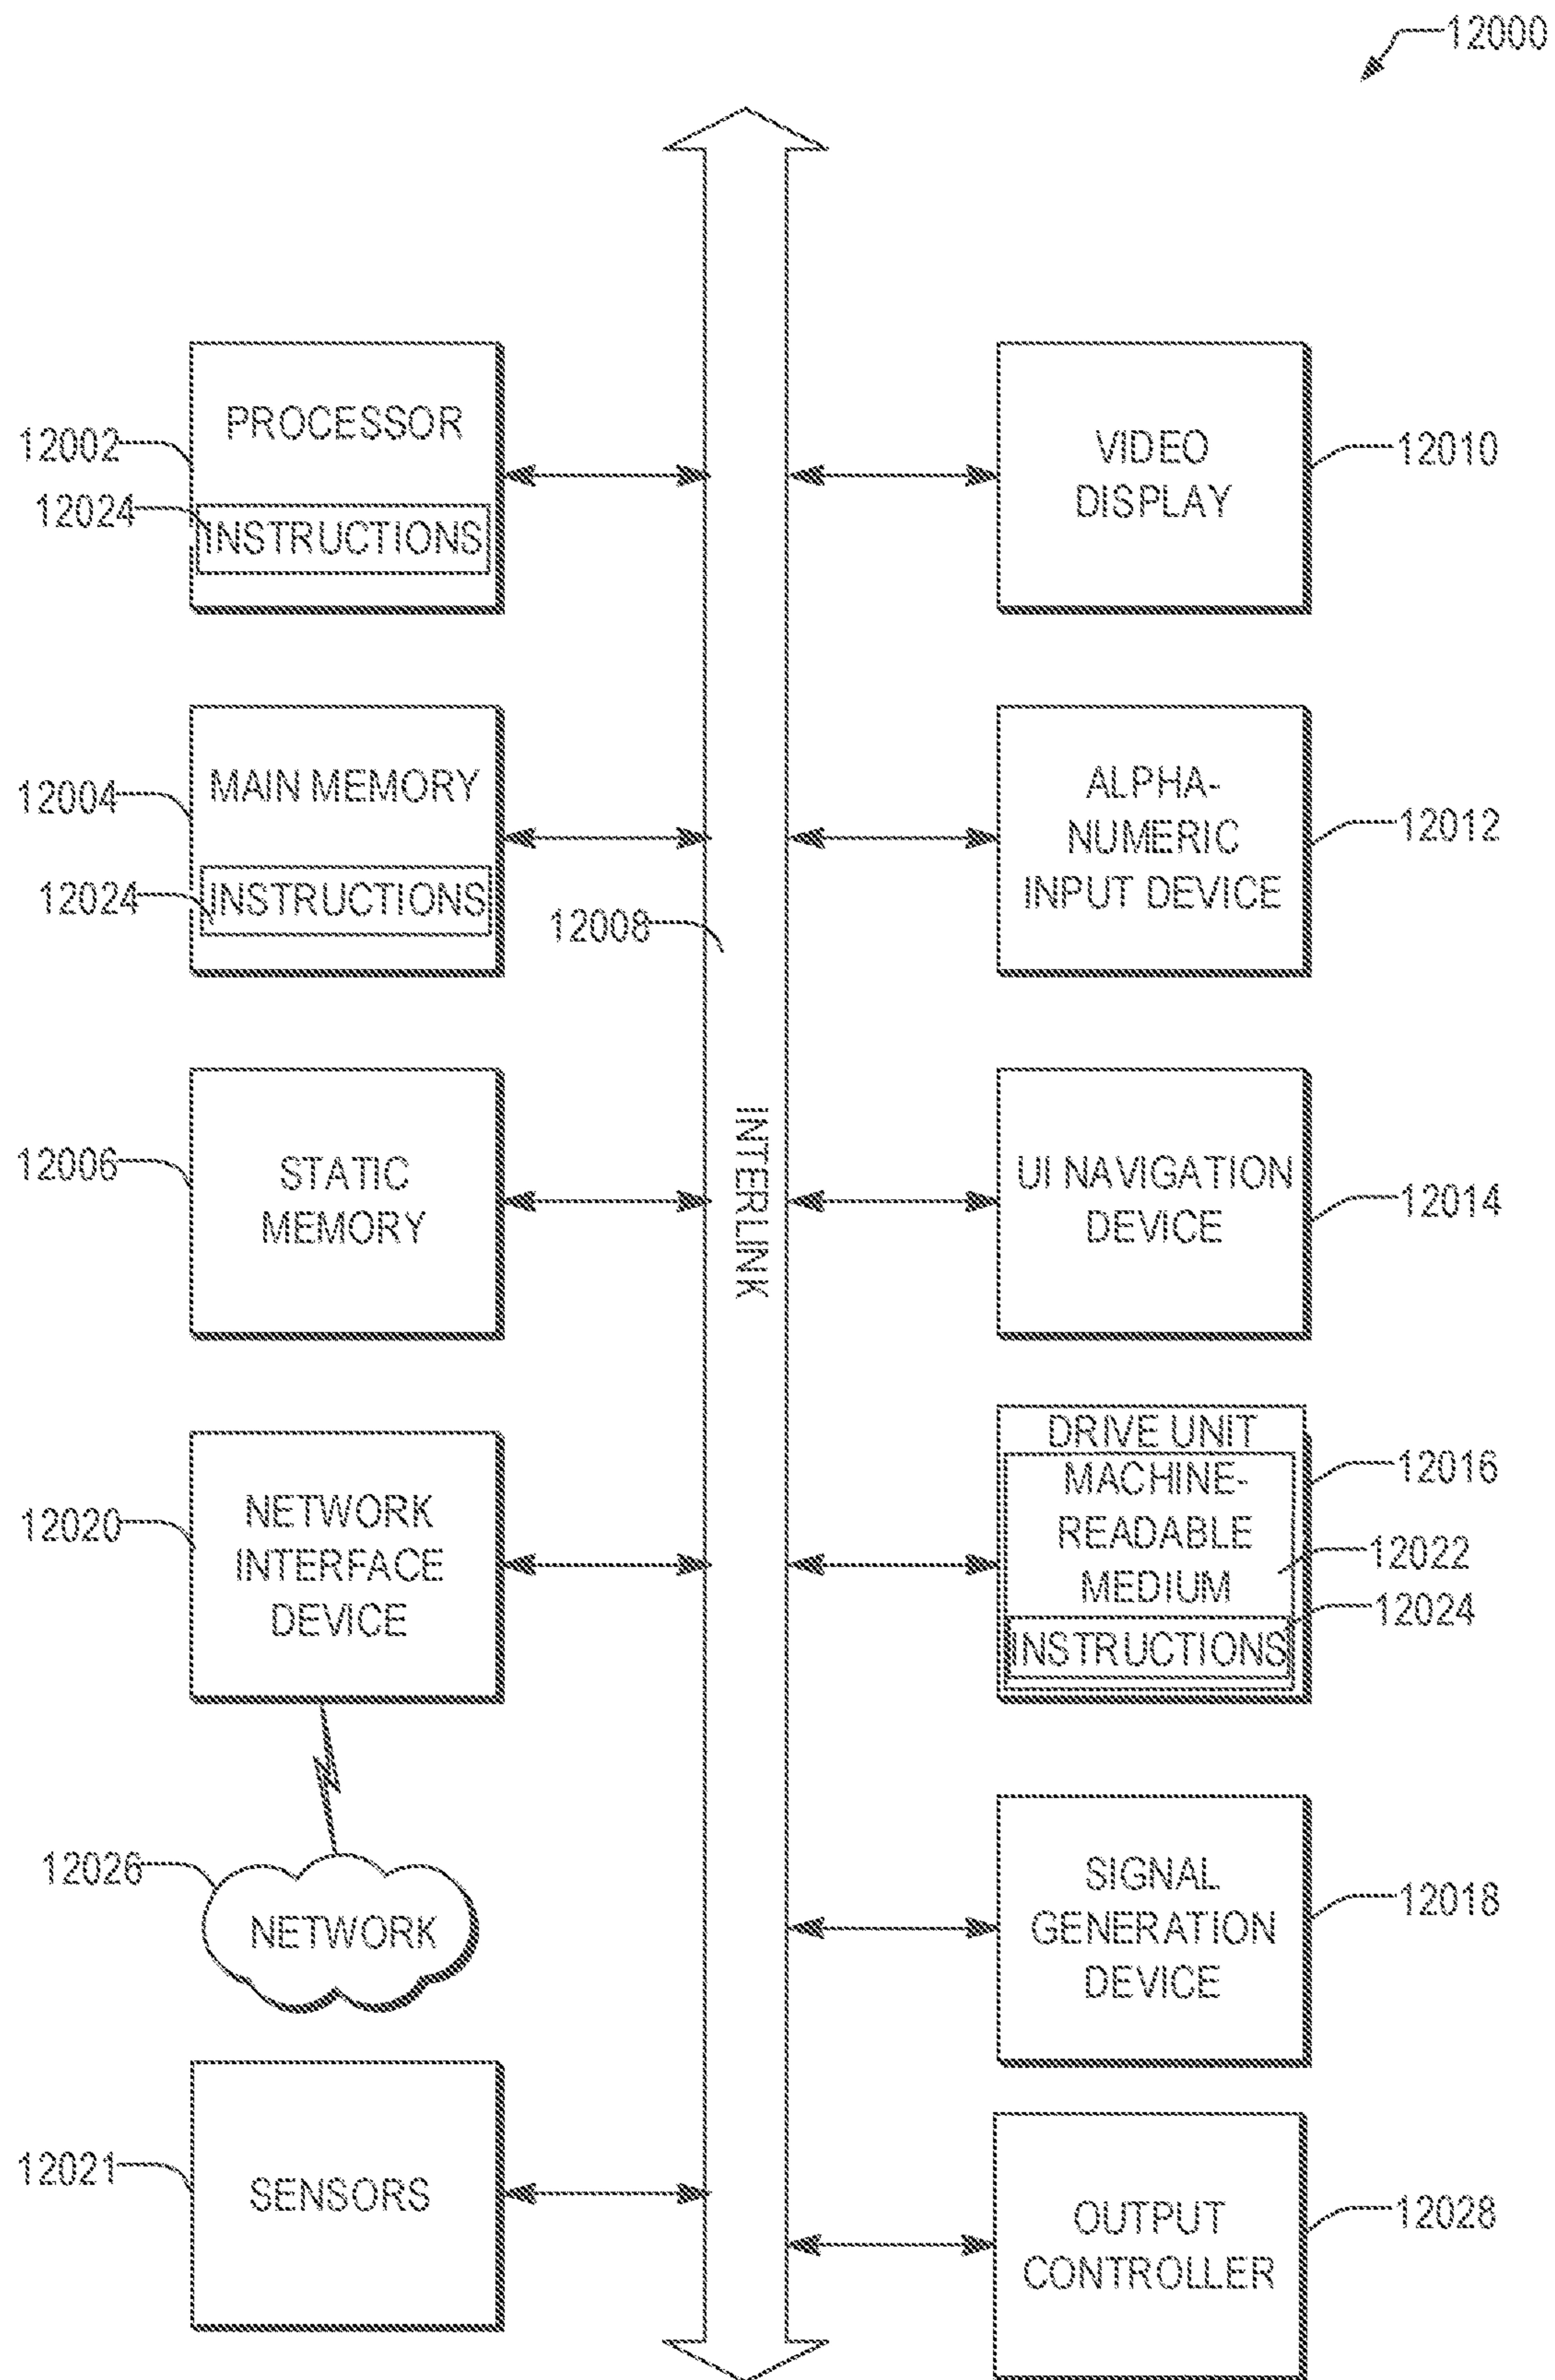 12000
PROCESSOR
12002
12024
INSTRUCTIONS
VIDEO
DISPLAY
12010
MAIN MEMORY
12004
12024
INSTRUCTIONS
12008
ALPHA-
NUMERIC
INPUT DEVICE
12012
INTERLINK
STATIC
MEMORY
12006
UI NAVIGATION
DEVICE
12014
NETWORK
INTERFACE
DEVICE
12020
DRIVE UNIT
MACHINE-
READABLE
MEDIUM
INSTRUCTIONS
12016
12022
12024
12026
NETWORK
SIGNAL
GENERATION
DEVICE
12018
12021
SENSORS
OUTPUT
CONTROLLER
12028